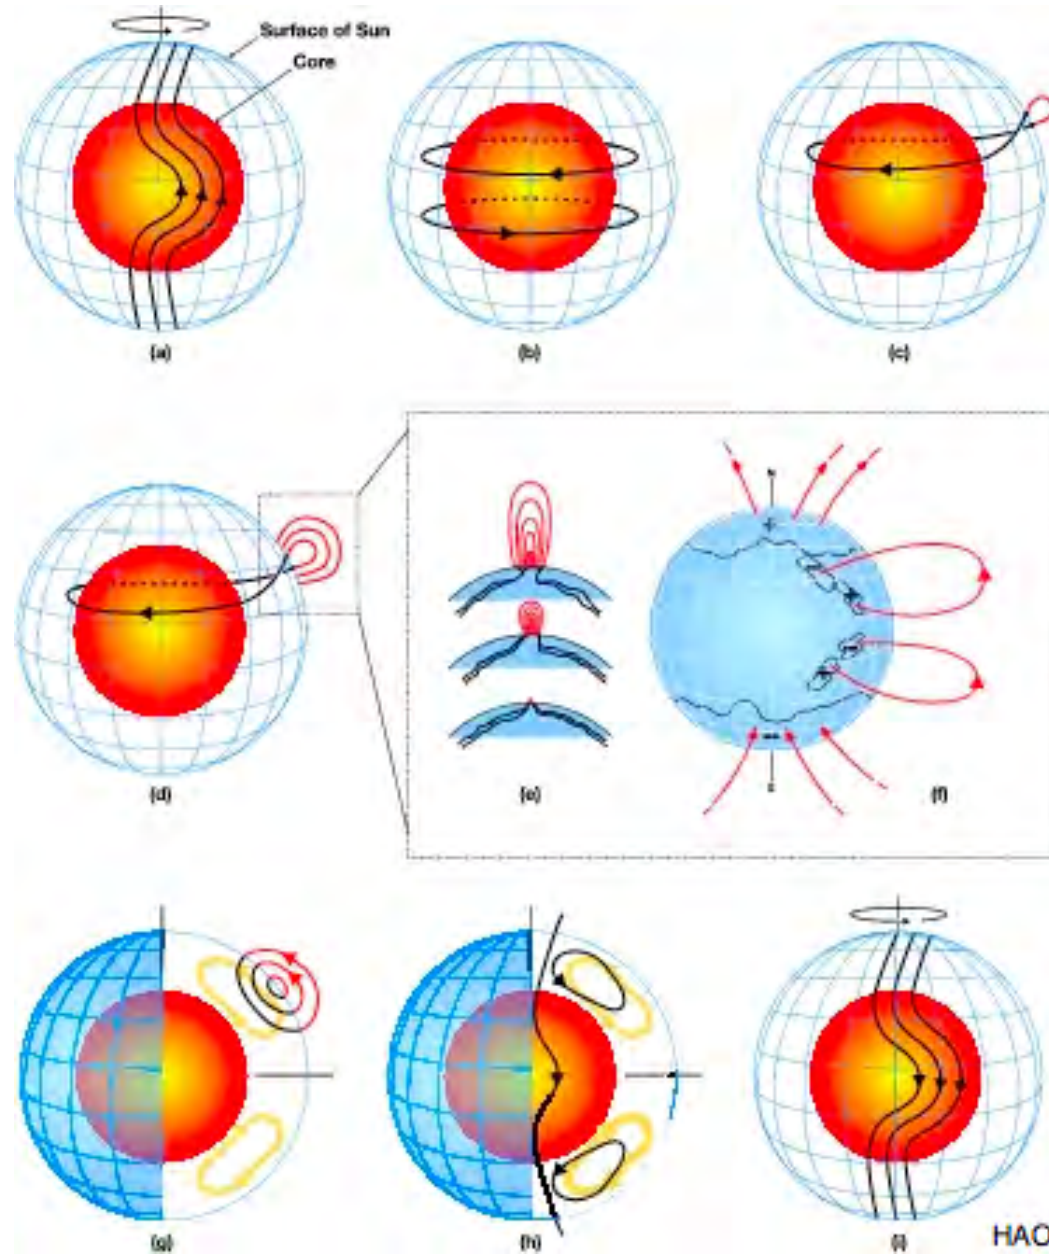 Surface of Sun
Core
(a)
(b)
(c)
(d)
(e)
(f)
N
+
--
S
(g)
(h)
(i)
HAO